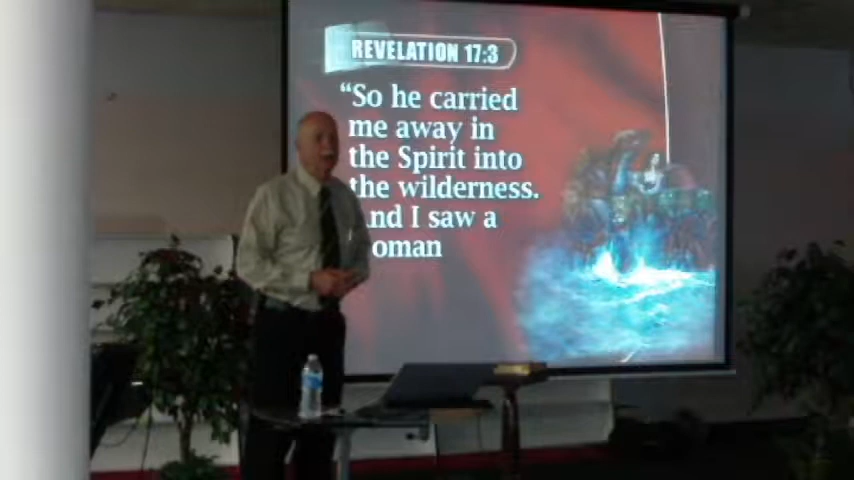 REVELATION 17:3
“So he carried
me away in
the Spirit into
the wilderness.
nd I saw a
oman